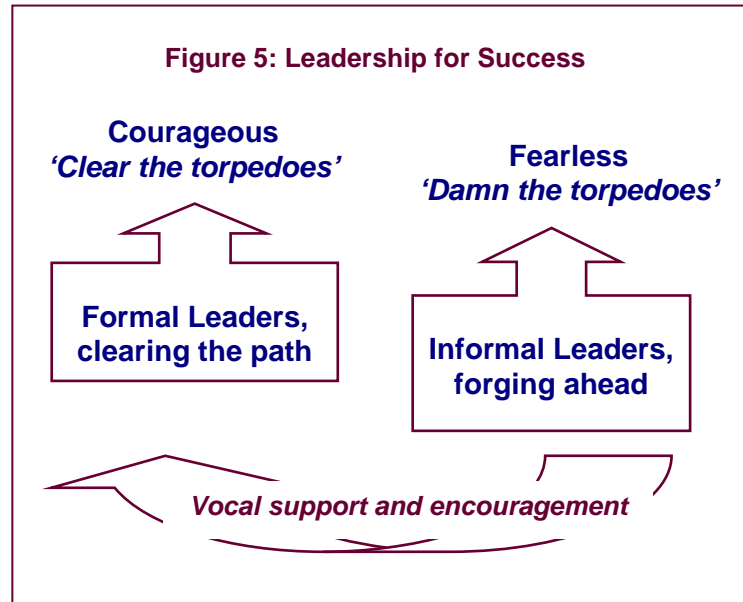 Figure 5: Leadership for Success
Courageous
‘Clear the torpedoes’
Fearless
‘Damn the torpedoes’
Formal Leaders,
clearing the path
Informal Leaders,
forging ahead
Vocal support and encouragement